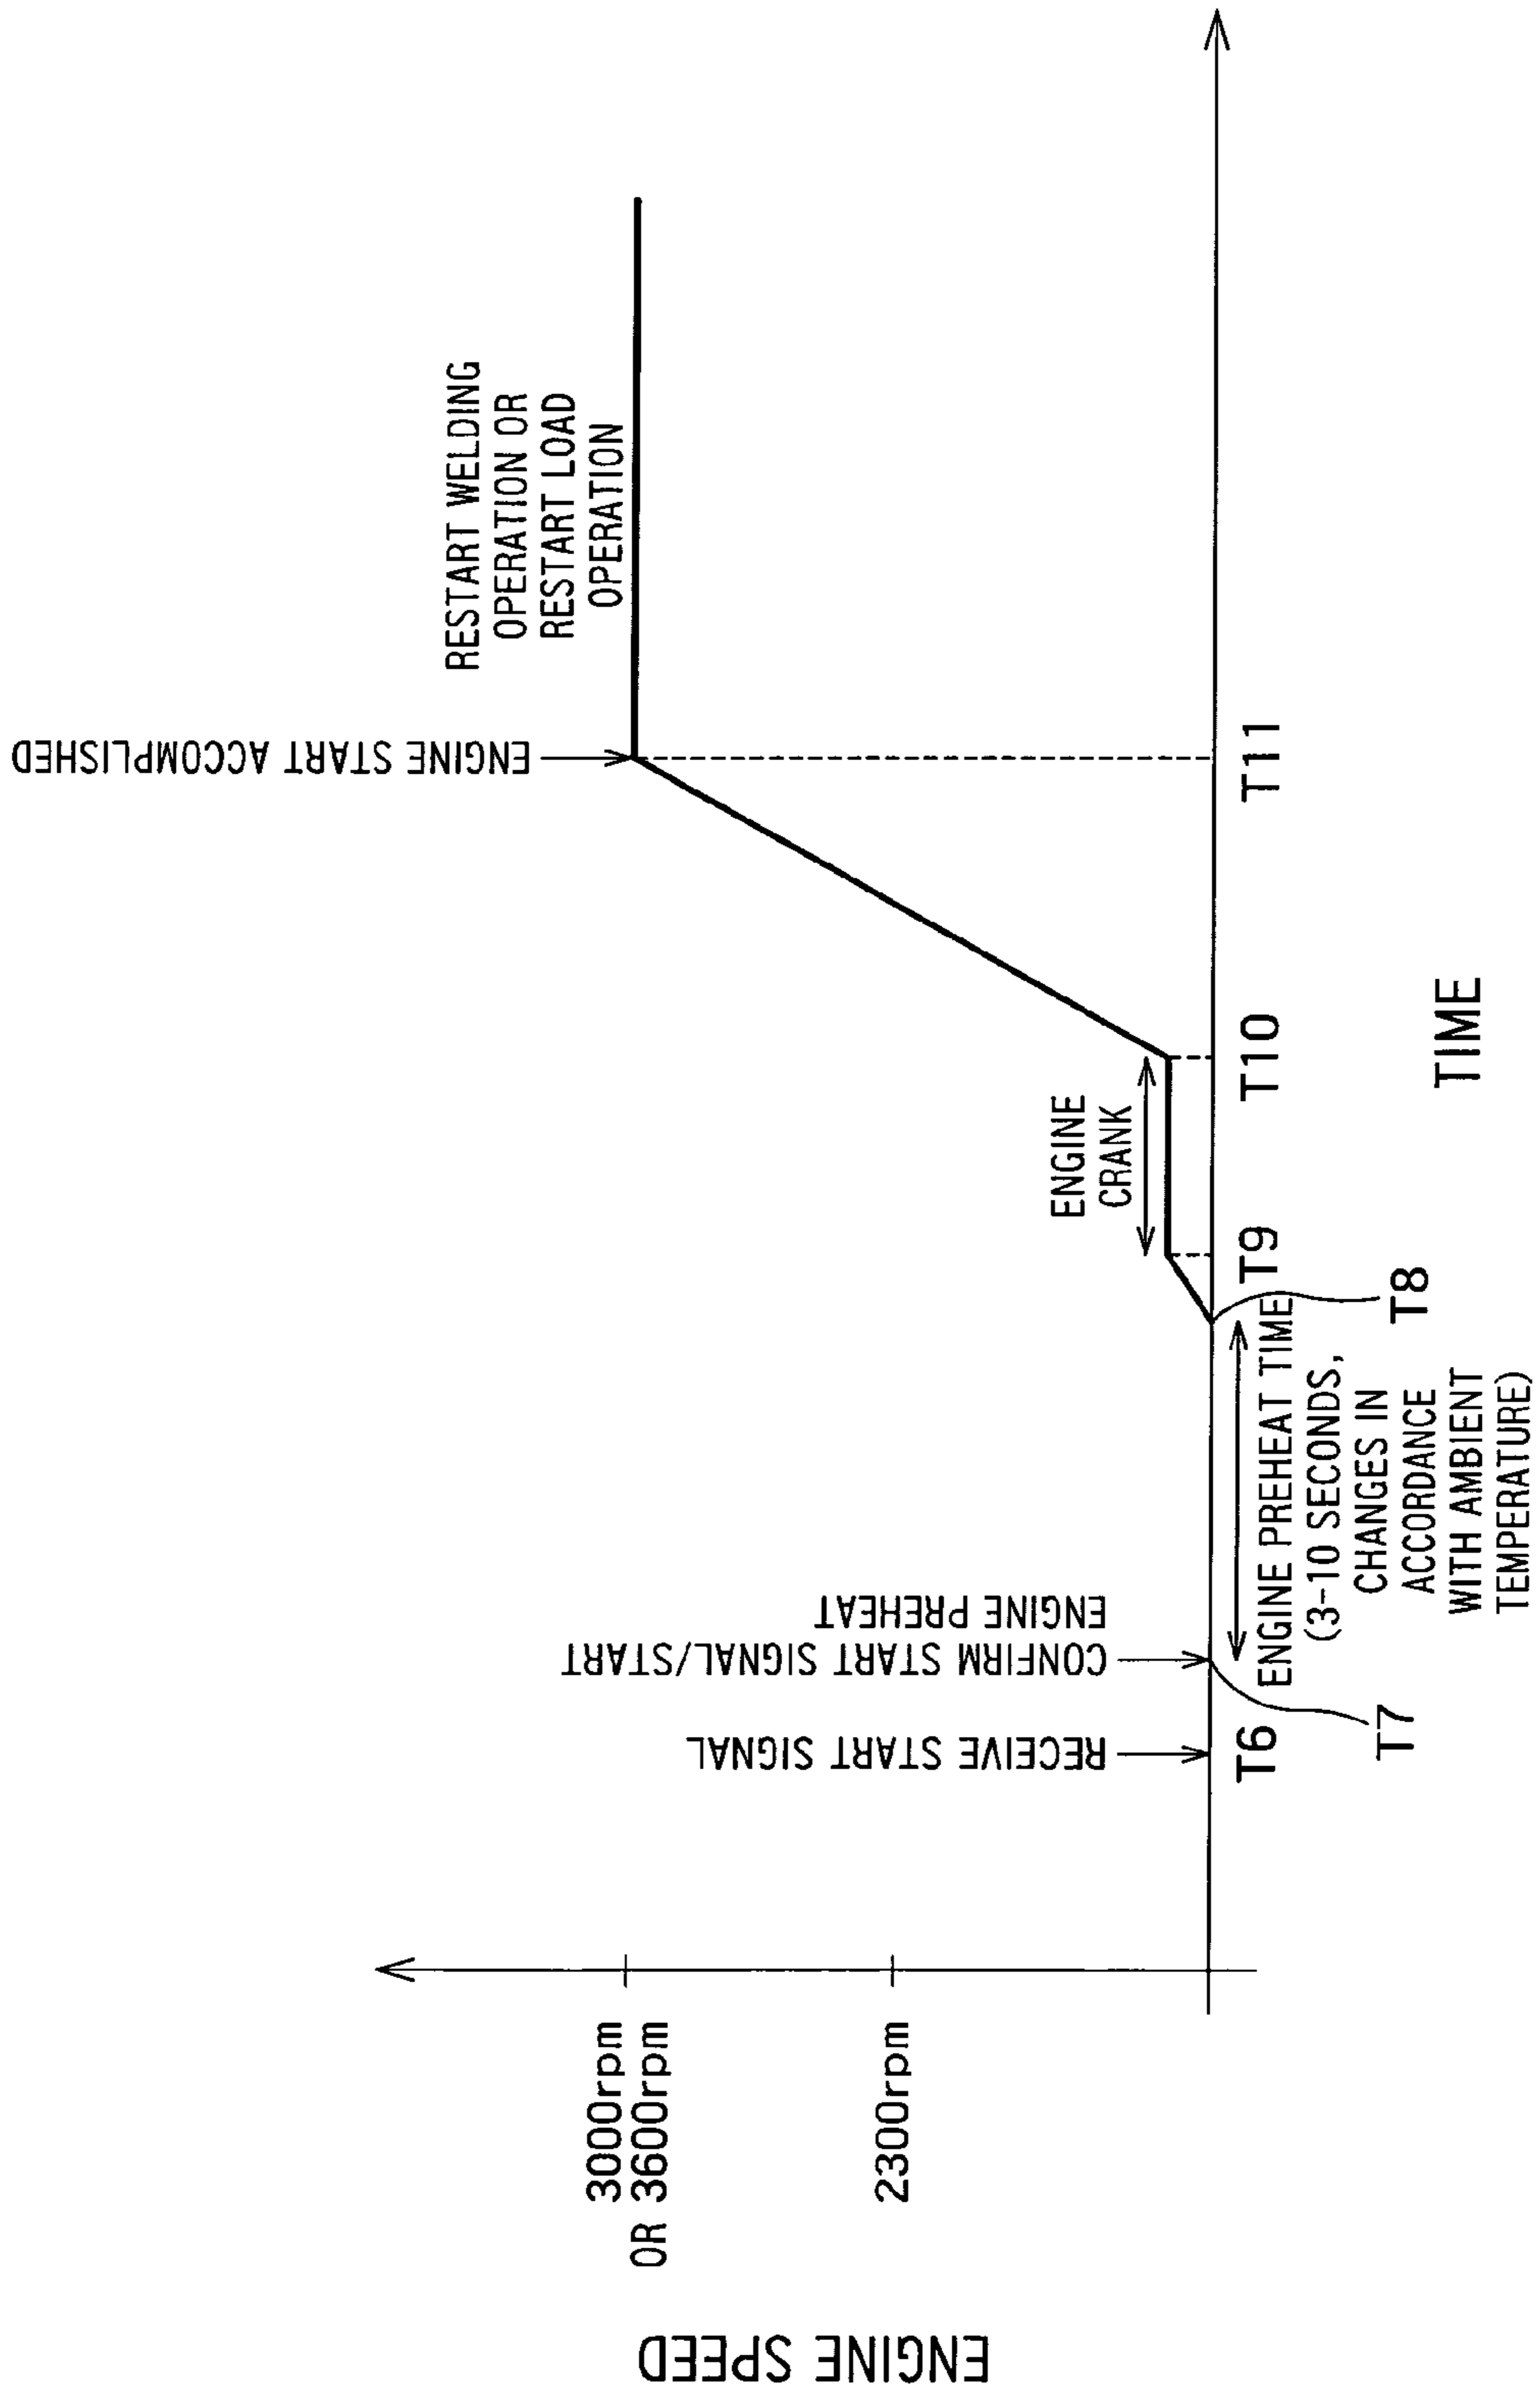 ENGINE SPEED
3000rpm
OR 3600rpm
2300rpm
RECEIVE START SIGNAL
CONFIRM START SIGNAL/START
ENGINE PREHEAT
ENGINE START ACCOMPLISHED
RESTART WELDING
OPERATION OR
RESTART LOAD
OPERATION
ENGINE
CRANK
T6
T7
ENGINE PREHEAT TIME
(3-10 SECONDS,
CHANGES IN
ACCORDANCE
WITH AMBIENT
TEMPERATURE)
T8
T9
T10
T11
TIME